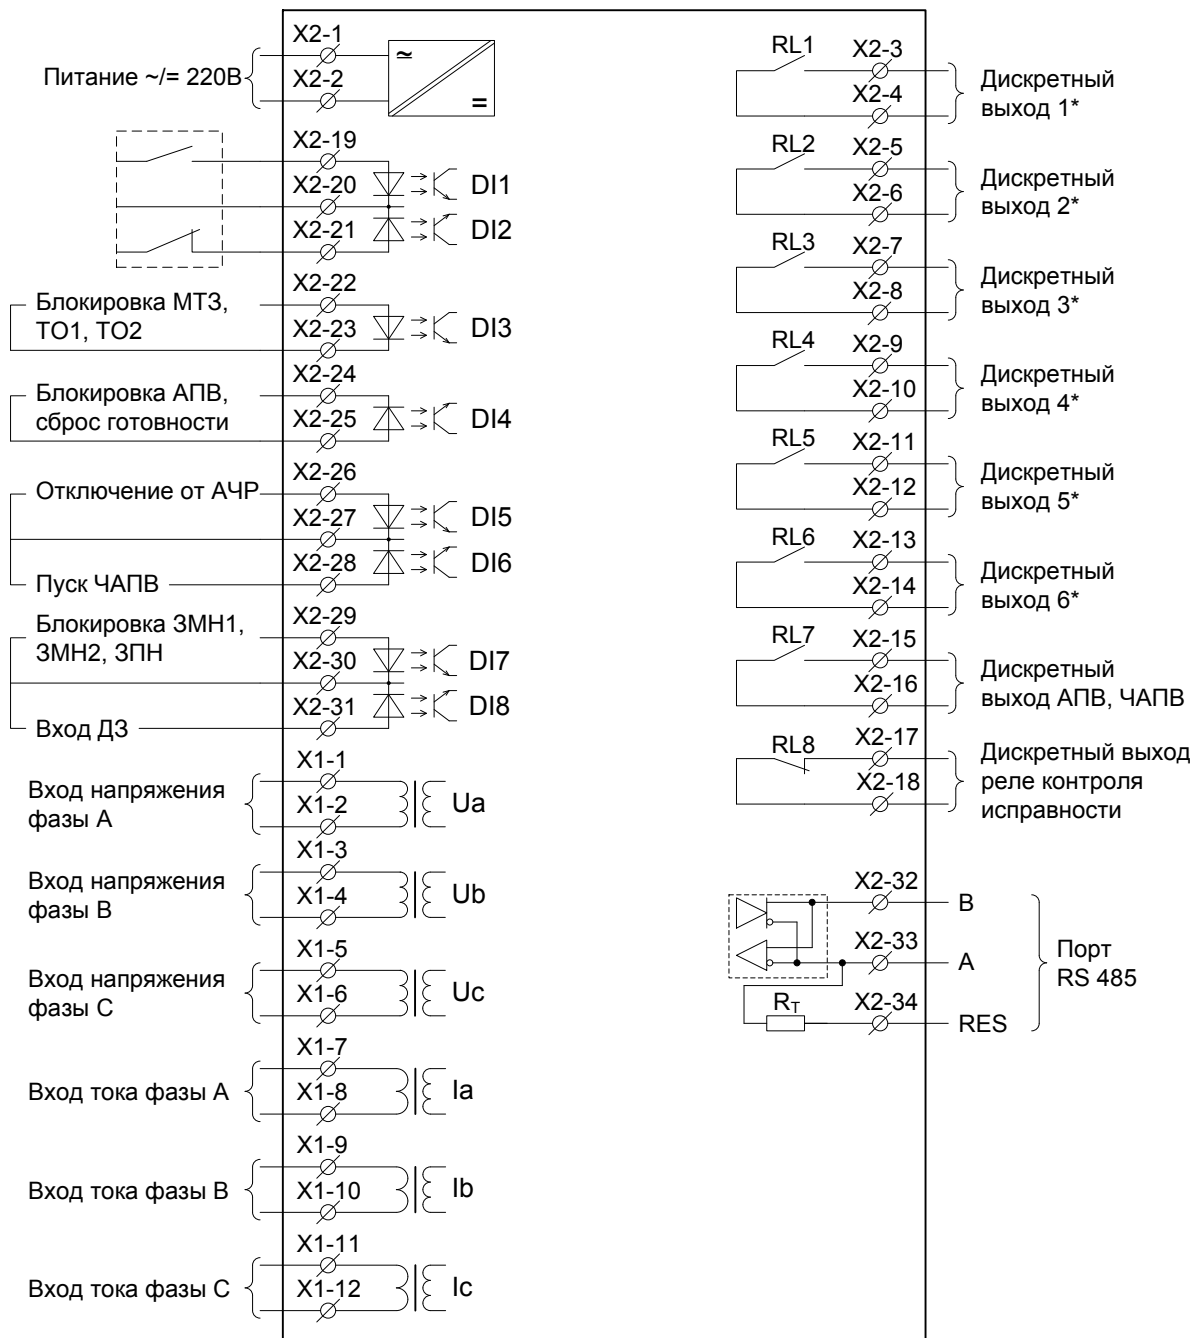 X2-1
Питание ~/= 220В
X2-2
≃
=
X2-19
X2-20
DI1
X2-21
DI2
X2-22
Блокировка МТЗ,
ТО1, ТО2
X2-23
DI3
X2-24
Блокировка АПВ,
сброс готовности
X2-25
DI4
X2-26
Отключение от АЧР
X2-27
DI5
X2-28
DI6
Пуск ЧАПВ
X2-29
Блокировка ЗМН1,
ЗМН2, ЗПН
X2-30
DI7
X2-31
DI8
Вход ДЗ
X1-1
Вход напряжения
фазы А
X1-2
Ua
X1-3
Вход напряжения
фазы В
X1-4
Ub
X1-5
Вход напряжения
фазы С
X1-6
Uc
X1-7
Вход тока фазы А
X1-8
Ia
X1-9
Вход тока фазы В
X1-10
Ib
X1-11
Вход тока фазы С
X1-12
Ic
RL1
X2-3
X2-4
Дискретный
выход 1*
RL2
X2-5
X2-6
Дискретный
выход 2*
RL3
X2-7
X2-8
Дискретный
выход 3*
RL4
X2-9
X2-10
Дискретный
выход 4*
RL5
X2-11
X2-12
Дискретный
выход 5*
RL6
X2-13
X2-14
Дискретный
выход 6*
RL7
X2-15
X2-16
Дискретный
выход АПВ, ЧАПВ
RL8
X2-17
X2-18
Дискретный выход
реле контроля
исправности
X2-32
B
X2-33
A
RT
X2-34
RES
Порт
RS 485